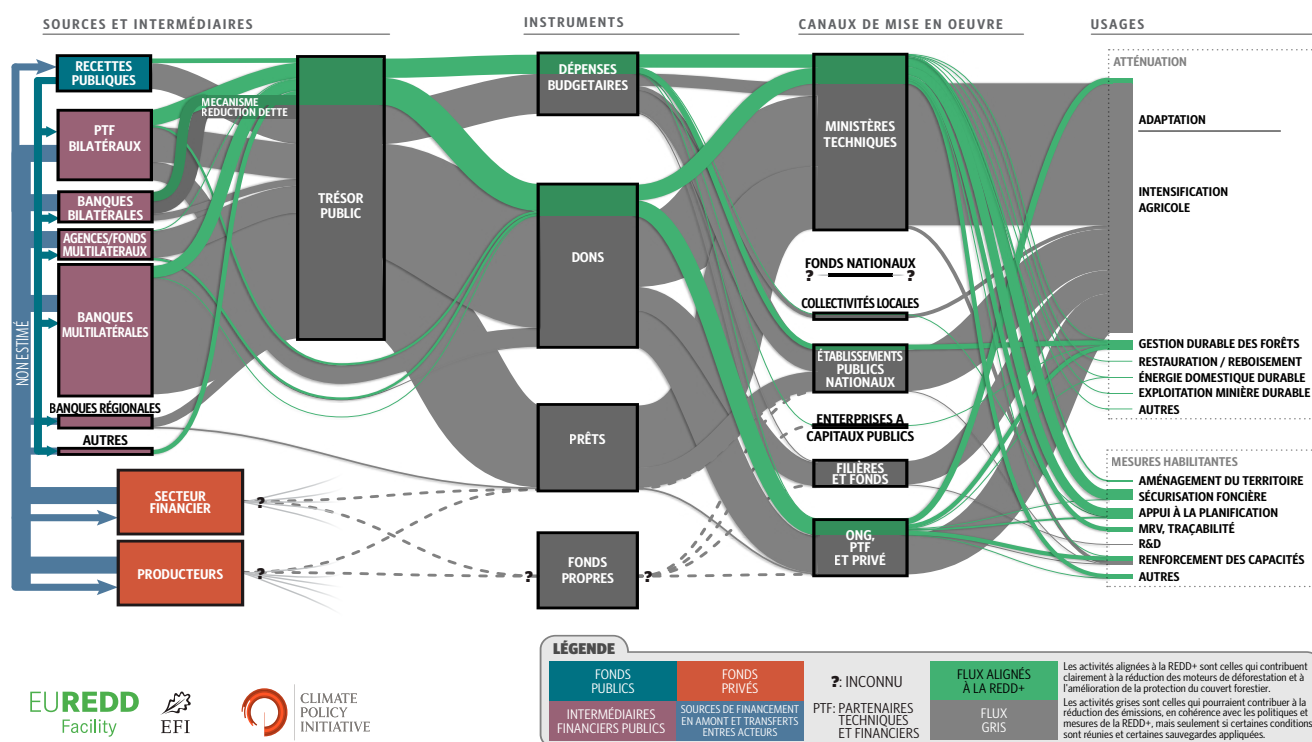 SOURCES ET INTERMÉDIAIRES
INSTRUMENTS
CANAUX DE MISE EN OEUVRE
USAGES
RECETTES
PUBLIQUES
MECANISME
REDUCTION DETTE
PTF
BILATÉRAUX
BANQUES
BILATÉRALES
AGENCES/FONDS
MULTILATERAUX
BANQUES
MULTILATÉRALES
BANQUES RÉGIONALES
AUTRES
NON ESTIMÉ
SECTEUR
FINANCIER
?
PRODUCTEURS
?
TRÉSOR
PUBLIC
DÉPENSES
BUDGETAIRES
DONS
PRÊTS
?
FONDS
PROPRES
?
MINISTÈRES
TECHNIQUES
FONDS NATIONAUX
? ?
COLLECTIVITÉS LOCALES
ÉTABLISSEMENTS
PUBLICS
NATIONAUX
ENTERPRISES A
CAPITAUX PUBLICS
FILIÈRES
ET FONDS
ONG,
PTF
ET PRIVÉ
ATTÉNUATION
ADAPTATION
INTENSIFICATION
AGRICOLE
GESTION DURABLE DES FORÊTS
RESTAURATION / REBOISEMENT
ÉNERGIE DOMESTIQUE DURABLE
EXPLOITATION MINIÈRE DURABLE
AUTRES
MESURES HABILITANTES
AMÉNAGEMENT DU TERRITOIRE
SÉCURISATION FONCIÈRE
APPUI À LA PLANIFICATION
MRV, TRAÇABILITÉ
R&D
RENFORCEMENT DES CAPACITÉS
AUTRES
LÉGENDE
FONDS
PUBLICS
FONDS
PRIVÉS
INTERMÉDIAIRES
FINANCIERS PUBLICS
SOURCES DE FINANCEMENT
EN AMONT ET TRANSFERTS
ENTRES ACTEURS
?: INCONNU
PTF: PARTENAIRES
TECHNIQUES
ET FINANCIERS
FLUX ALIGNÉS
À LA REDD+
FLUX
GRIS
Les activités alignées à la REDD+ sont celles qui contribuent
clairement à la réduction des moteurs de déforestation et à
l'amélioration de la protection du couvert forestier.
Les activités grises sont celles qui pourraient contribuer à la
réduction des émissions, en cohérence avec les politiques et
mesures de la REDD+, mais seulement si certaines conditions
sont réunies et certaines sauvegardes appliquées.
EUREDD
Facility
EFI
CLIMATE
POLICY
INITIATIVE